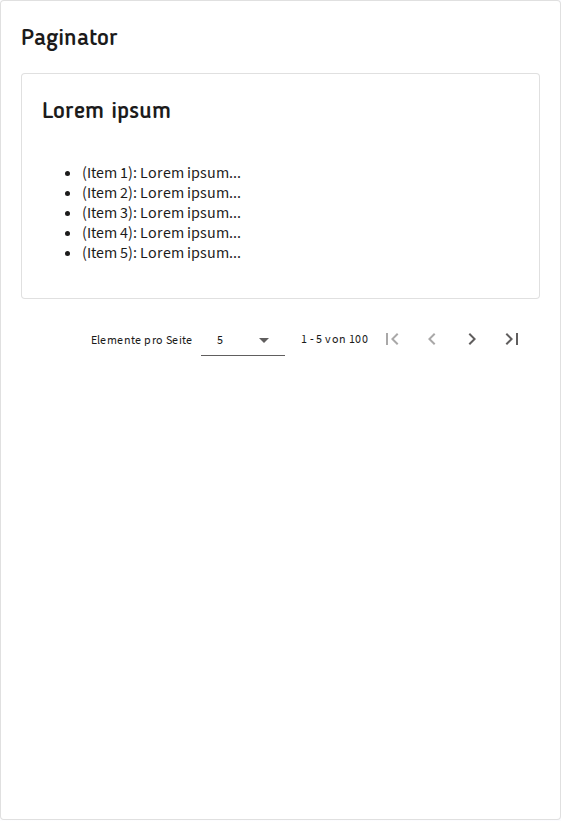 Paginator
Lorem ipsum
(Item 1): Lorem ipsum...
(Item 2): Lorem ipsum...
(Item 3): Lorem ipsum...
(Item 4): Lorem ipsum...
(Item 5): Lorem ipsum...
Elemente pro Seite 5 1 - 5 von 100